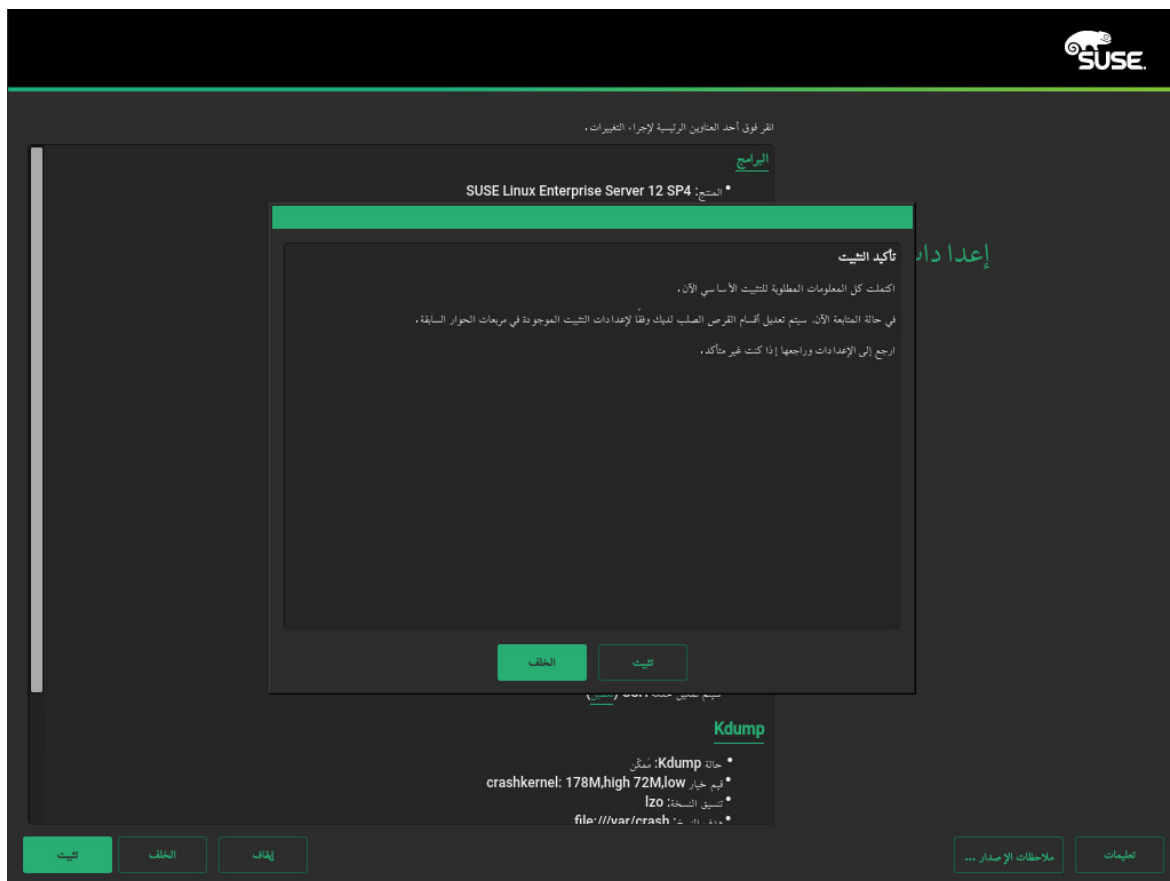 SUSE.
انقر فوق أحد العناوين الرئيسية لإجراء التغييرات.
البرامج
• المنتج: SUSE Linux Enterprise Server 12 SP4
تأكيد التثبيت
اكتملت كل المعلومات المطلوبة للتثبيت الأساسي الآن.
في حالة المتابعة الآن، سيتم تعديل أقسام القرص الصلب لديك وفقًا لإعدادات التثبيت الموجودة في مربعات الحوار السابقة.
ارجع إلى الإعدادات وراجعها إذا كنت غير متأكد.
تثبيت
الخلف
Kdump
• حالة Kdump: مُمكّن
• قيم خيار crashkernel: 178M,high 72M,low
• تنسيق النسخة: lzo
file:///var/crash
تعليمات
ملاحظات الإصدار ...
إيقاف
الخلف
تثبيت